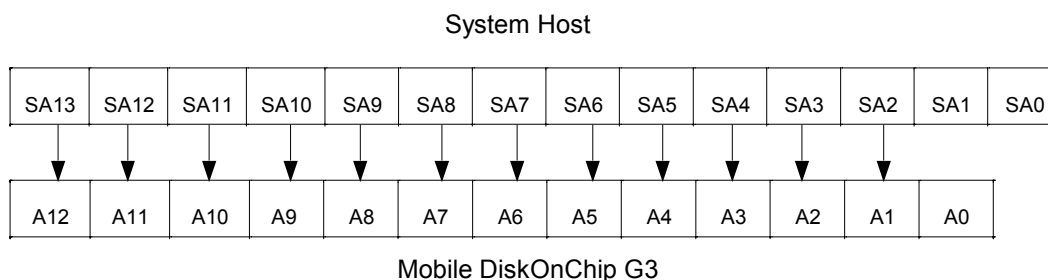 System Host
SA13 SA12 SA11 SA10 SA9 SA8 SA7 SA6 SA5 SA4 SA3 SA2 SA1 SA0
A12 A11 A10 A9 A8 A7 A6 A5 A4 A3 A2 A1 A0
Mobile DiskOnChip G3